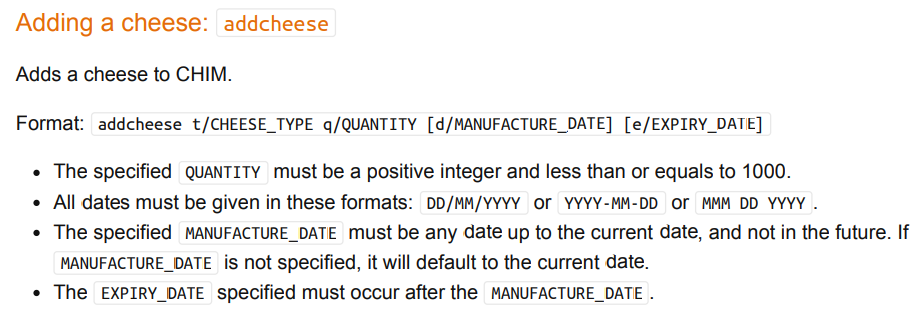 Adding a cheese: addcheese
Adds a cheese to CHIM.
Format: addcheese t/CHEESE_TYPE q/QUANTITY [d/MANUFACTURE_DATE] [e/EXPIRY_DATE]
• The specified QUANTITY must be a positive integer and less than or equals to 1000.
• All dates must be given in these formats: DD/MM/YYYY or YYYY-MM-DD or MMM DD YYYY.
• The specified MANUFACTURE_DATE must be any date up to the current date, and not in the future. If
MANUFACTURE_DATE is not specified, it will default to the current date.
• The EXPIRY_DATE specified must occur after the MANUFACTURE_DATE.